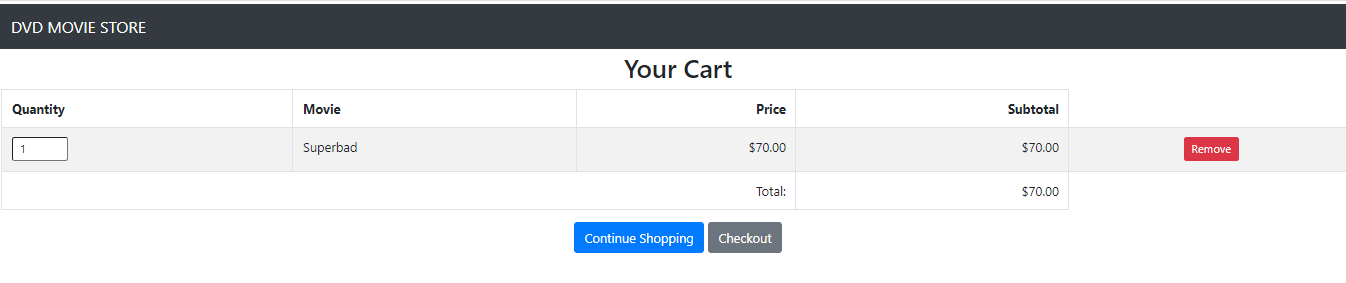 DVD MOVIE STORE
Your Cart
Quantity Movie Price Subtotal
1 Superbad $70.00 $70.00 Remove
Total: $70.00
Continue Shopping Checkout